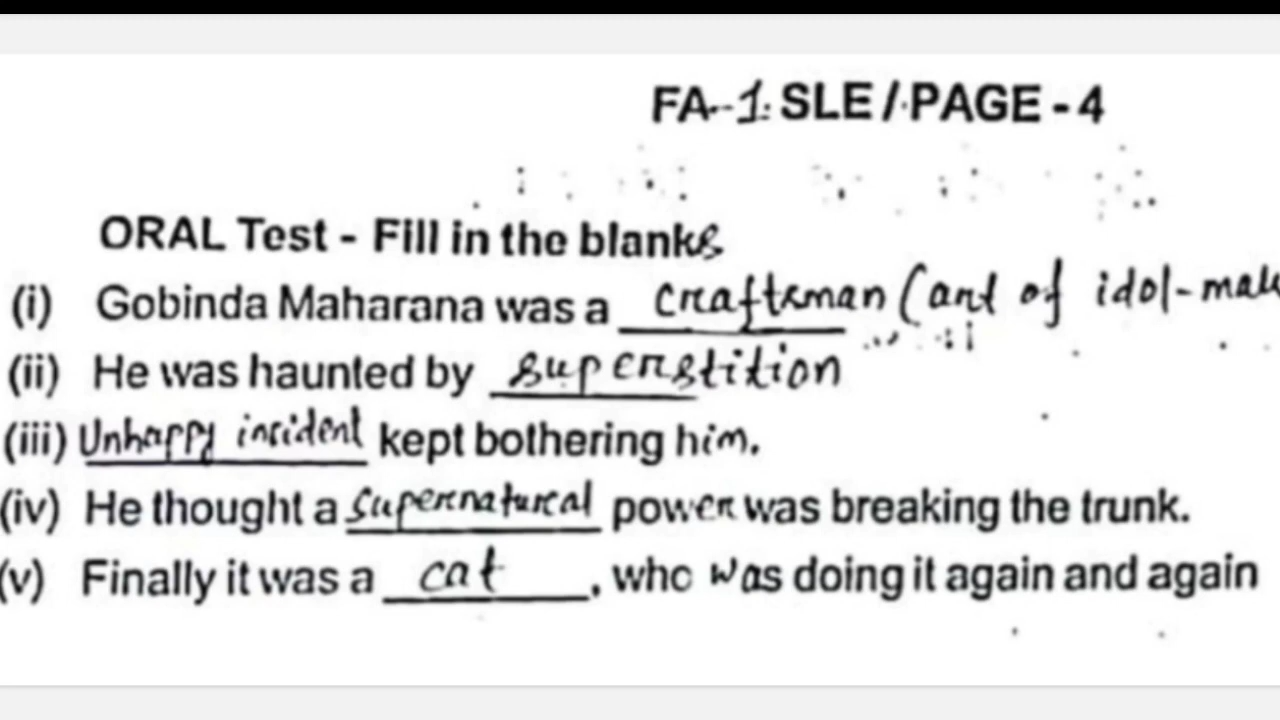 FA-1 SLE / PAGE - 4
ORAL Test - Fill in the blanks
(i) Gobinda Maharana was a craftsman (art of idol-mak
(ii) He was haunted by superstition
(iii) Unhappy incident kept bothering him.
(iv) He thought a supernatural power was breaking the trunk.
(v) Finally it was a cat, who was doing it again and again